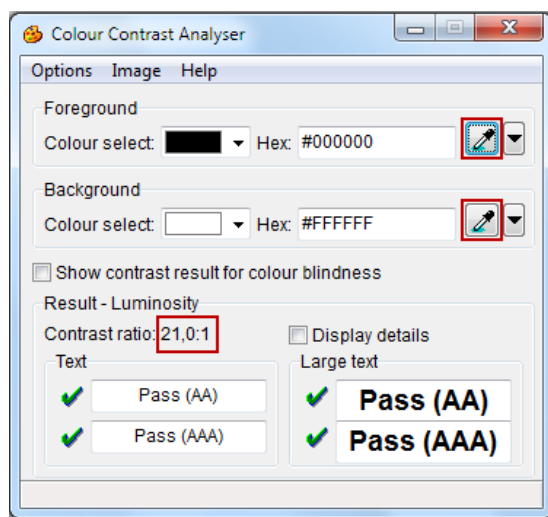 Colour Contrast Analyser
Options Image Help
Foreground
Colour select: Hex: #000000
Background
Colour select: Hex: #FFFFFF
Show contrast result for colour blindness
Result - Luminosity
Contrast ratio: 21,0:1 Display details
Text Large text
Pass (AA) Pass (AA)
Pass (AAA) Pass (AAA)